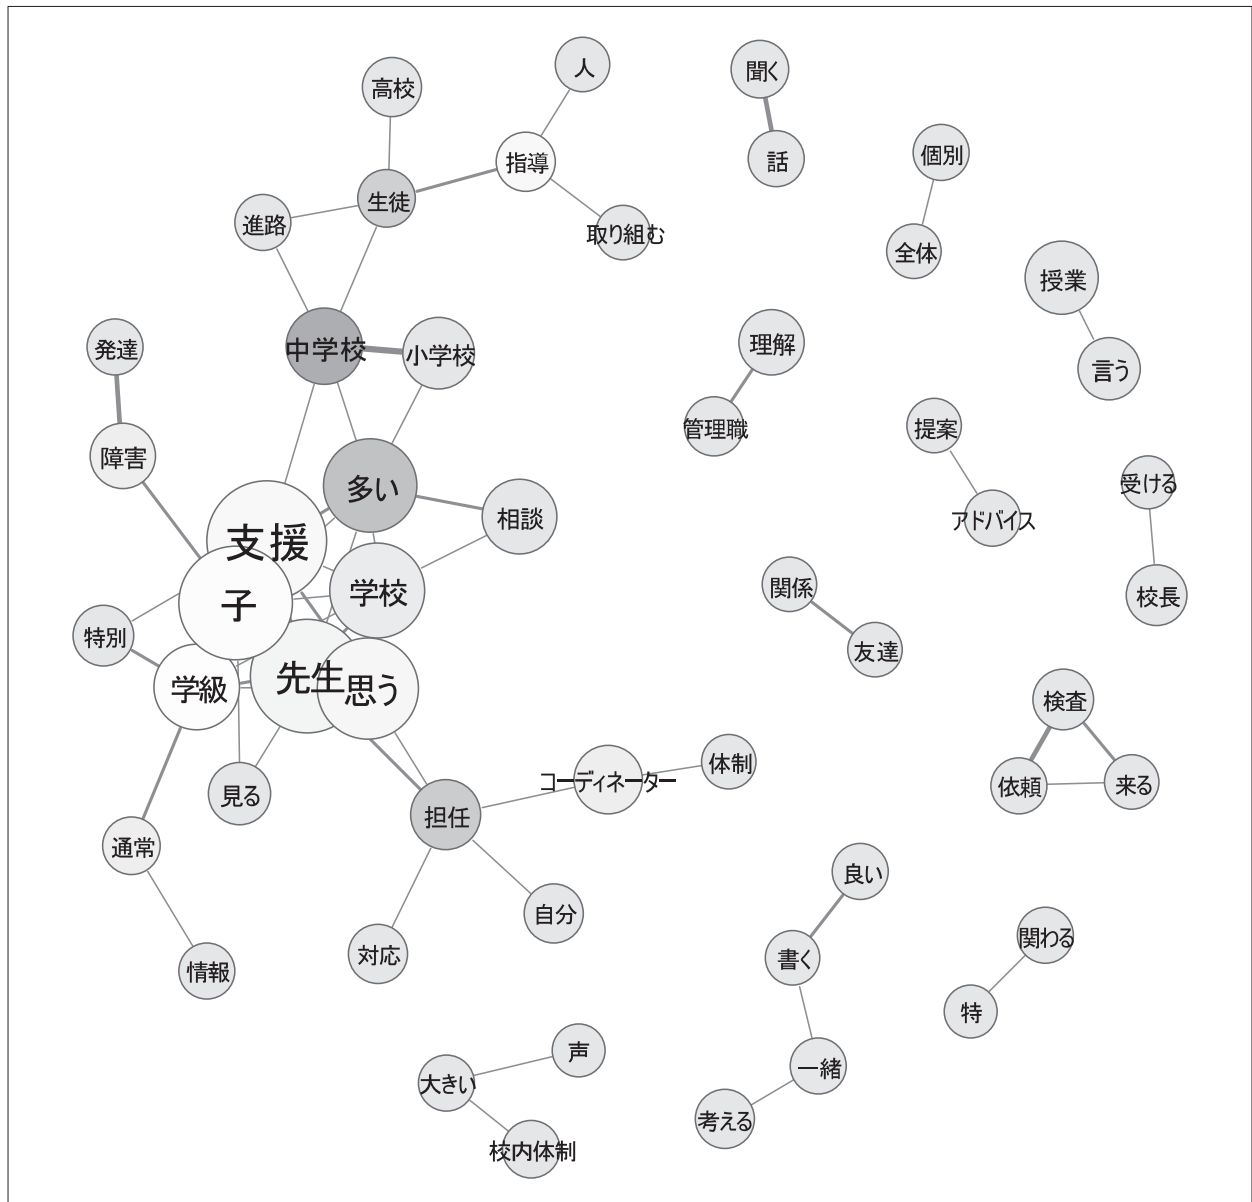 人
聞く
高校
個別
指導
話
生徒
進路
取り組む
全体
授業
発達
中学校
小学校
理解
言う
障害
管理職
提案
多い
相談
受ける
アドバイス
支援
子
学校
関係
校長
特別
友達
学級
先生
思う
検査
見る
コーディネーター
体制
依頼
来る
担任
通常
良い
自分
対応
情報
書く
関わる
特
声
大きい
一緒
考える
校内体制